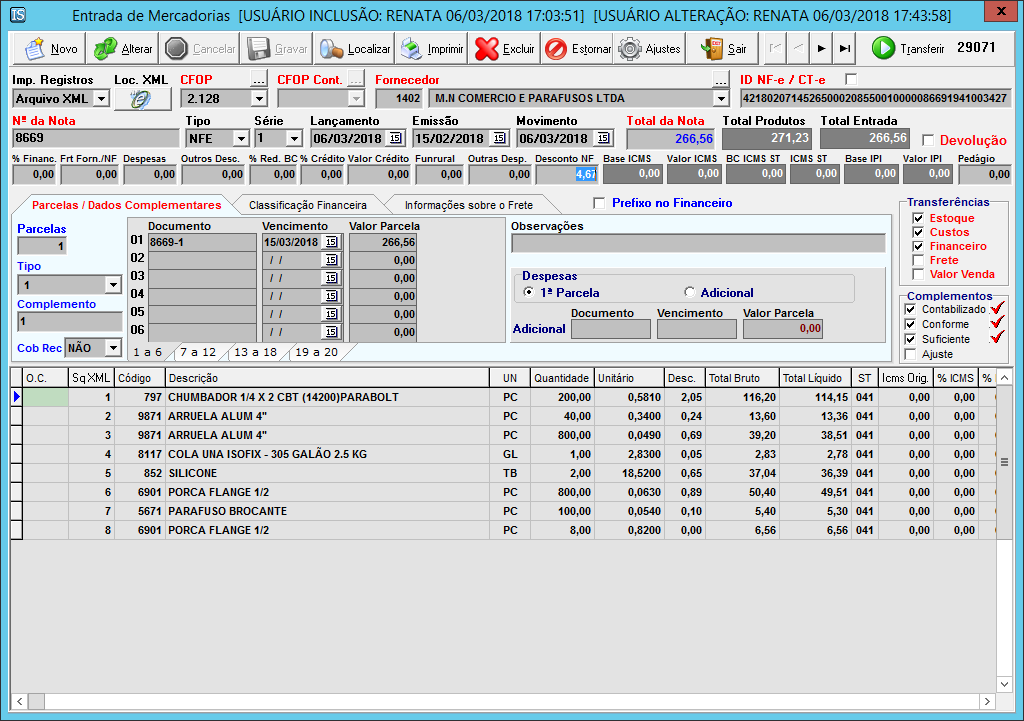 IS Entrada de Mercadorias [USUÁRIO INCLUSÃO: RENATA 06/03/2018 17:03:51] [USUÁRIO ALTERAÇÃO: RENATA 06/03/2018 17:43:58] x
Novo Alterar Cancelar Gravar Localizar Imprimir Excluir Estornar Ajustes Sair Transferir 29071
Imp. Registros Loc. XML CFOP ... CFOP Cont. ... Fornecedor ... ID NF-e / CT-e
Arquivo XML 2.128 1402 M.N COMERCIO E PARAFUSOS LTDA 42180207145265000208550010000086691941003427
Nº da Nota Tipo Série Lançamento Emissão Movimento Total da Nota Total Produtos Total Entrada
8669 NFE 1 06/03/2018 15 15/02/2018 15 06/03/2018 15 266,56 271,23 266,56 Devolução
% Financ. Frt Forn./NF Despesas Outros Desc. % Red. BC % Crédito Valor Crédito Funrural Outras Desp. Desconto NF Base ICMS Valor ICMS BC ICMS ST ICMS ST Base IPI Valor IPI Pedágio
0,00 0,00 0,00 0,00 0,00 0,00 0,00 0,00 0,00 4,67 0,00 0,00 0,00 0,00 0,00 0,00 0,00
Parcelas / Dados Complementares Classificação Financeira Informações sobre o Frete Prefixo no Financeiro
Parcelas
1
Tipo
1
Complemento
1
Cob Rec NÃO
Documento Vencimento Valor Parcela
01 8669-1 15/03/2018 15 266,56
02 / / 15 0,00
03 / / 15 0,00
04 / / 15 0,00
05 / / 15 0,00
06 / / 15 0,00
1 a 6 7 a 12 13 a 18 19 a 20
Observações
Despesas
1ª Parcela Adicional
Documento Vencimento Valor Parcela
Adicional 0,00
Transferências
Estoque
Custos
Financeiro
Frete
Valor Venda
Complementos
Contabilizado
Conforme
Suficiente
Ajuste
O.C. Sq XML Código Descrição UN Quantidade Unitário Desc. Total Bruto Total Líquido ST Icms Orig. % ICMS %
1 797 CHUMBADOR 1/4 X 2 CBT (14200)PARABOLT PC 200,00 0,5810 2,05 116,20 114,15 041 0,00 0,00
2 9871 ARRUELA ALUM 4" PC 40,00 0,3400 0,24 13,60 13,36 041 0,00 0,00
3 9871 ARRUELA ALUM 4" PC 800,00 0,0490 0,69 39,20 38,51 041 0,00 0,00
4 8117 COLA UNA ISOFIX - 305 GALÃO 2.5 KG GL 1,00 2,8300 0,05 2,83 2,78 041 0,00 0,00
5 852 SILICONE TB 2,00 18,5200 0,65 37,04 36,39 041 0,00 0,00
6 6901 PORCA FLANGE 1/2 PC 800,00 0,0630 0,89 50,40 49,51 041 0,00 0,00
7 5671 PARAFUSO BROCANTE PC 100,00 0,0540 0,10 5,40 5,30 041 0,00 0,00
8 6901 PORCA FLANGE 1/2 PC 8,00 0,8200 0,00 6,56 6,56 041 0,00 0,00